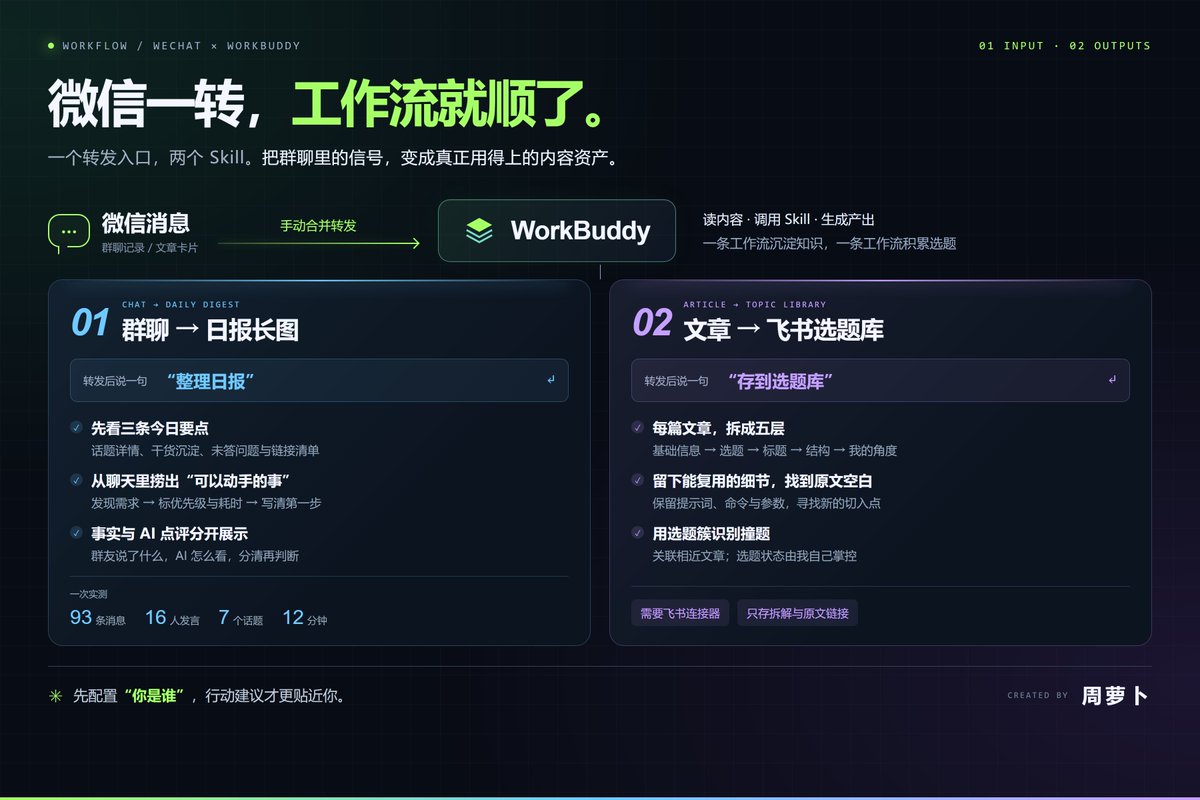 WORKFLOW / WECHAT × WORKBUDDY
01 INPUT · 02 OUTPUTS
微信一转，工作流就顺了。
一个转发入口，两个 Skill。把群聊里的信号，变成真正用得上的内容资产。
微信消息
群聊记录 / 文章卡片
手动合并转发
WorkBuddy
读内容 · 调用 Skill · 生成产出
一条工作流沉淀知识，一条工作流积累选题
01
CHAT → DAILY DIGEST
群聊 → 日报长图
转发后说一句 “整理日报” ↵
✓ 先看三条今日要点
话题详情、干货沉淀、未答问题与链接清单
✓ 从聊天里捞出“可以动手的事”
发现需求 → 标优先级与耗时 → 写清第一步
✓ 事实与 AI 点评分开展示
群友说了什么，AI 怎么看，分清再判断
一次实测
93 条消息 16 人发言 7 个话题 12 分钟
02
ARTICLE → TOPIC LIBRARY
文章 → 飞书选题库
转发后说一句 “存到选题库” ↵
✓ 每篇文章，拆成五层
基础信息 → 选题 → 标题 → 结构 → 我的角度
✓ 留下能复用的细节，找到原文空白
保留提示词、命令与参数，寻找新的切入点
✓ 用选题簇识别撞题
关联相近文章；选题状态由我自己掌控
需要飞书连接器 只存拆解与原文链接
✳ 先配置“你是谁”，行动建议才更贴近你。
CREATED BY 周萝卜